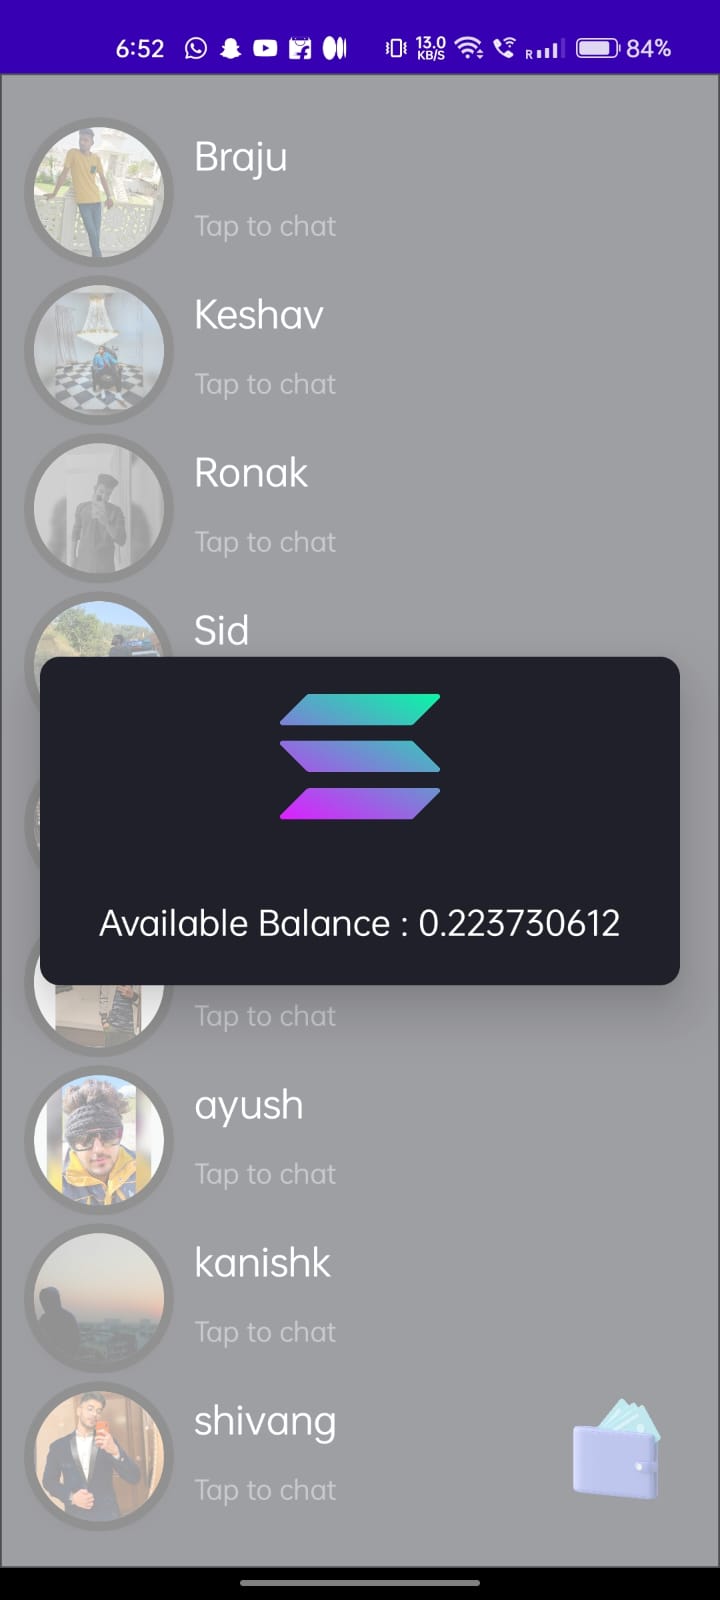 6:52
13.0
KB/S
R
84%
Braju
Tap to chat
Keshav
Tap to chat
Ronak
Tap to chat
Sid
Available Balance : 0.223730612
Tap to chat
ayush
Tap to chat
kanishk
Tap to chat
shivang
Tap to chat